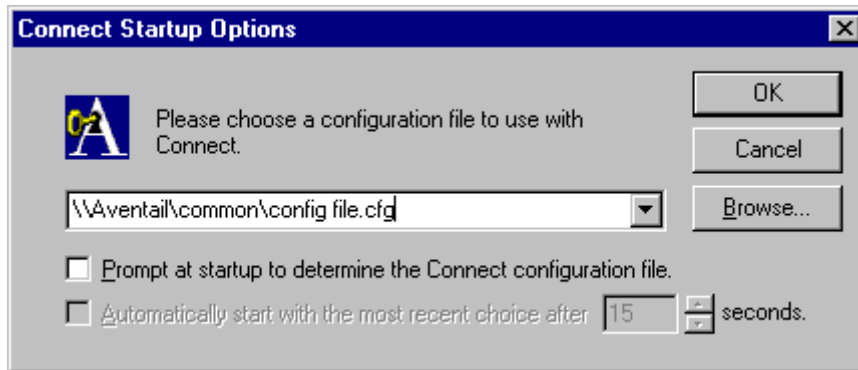 Connect Startup Options
Please choose a configuration file to use with
Connect.
OK
Cancel
\\Aventail\common\config file.cfg
Browse...
Prompt at startup to determine the Connect configuration file.
Automatically start with the most recent choice after 15 seconds.